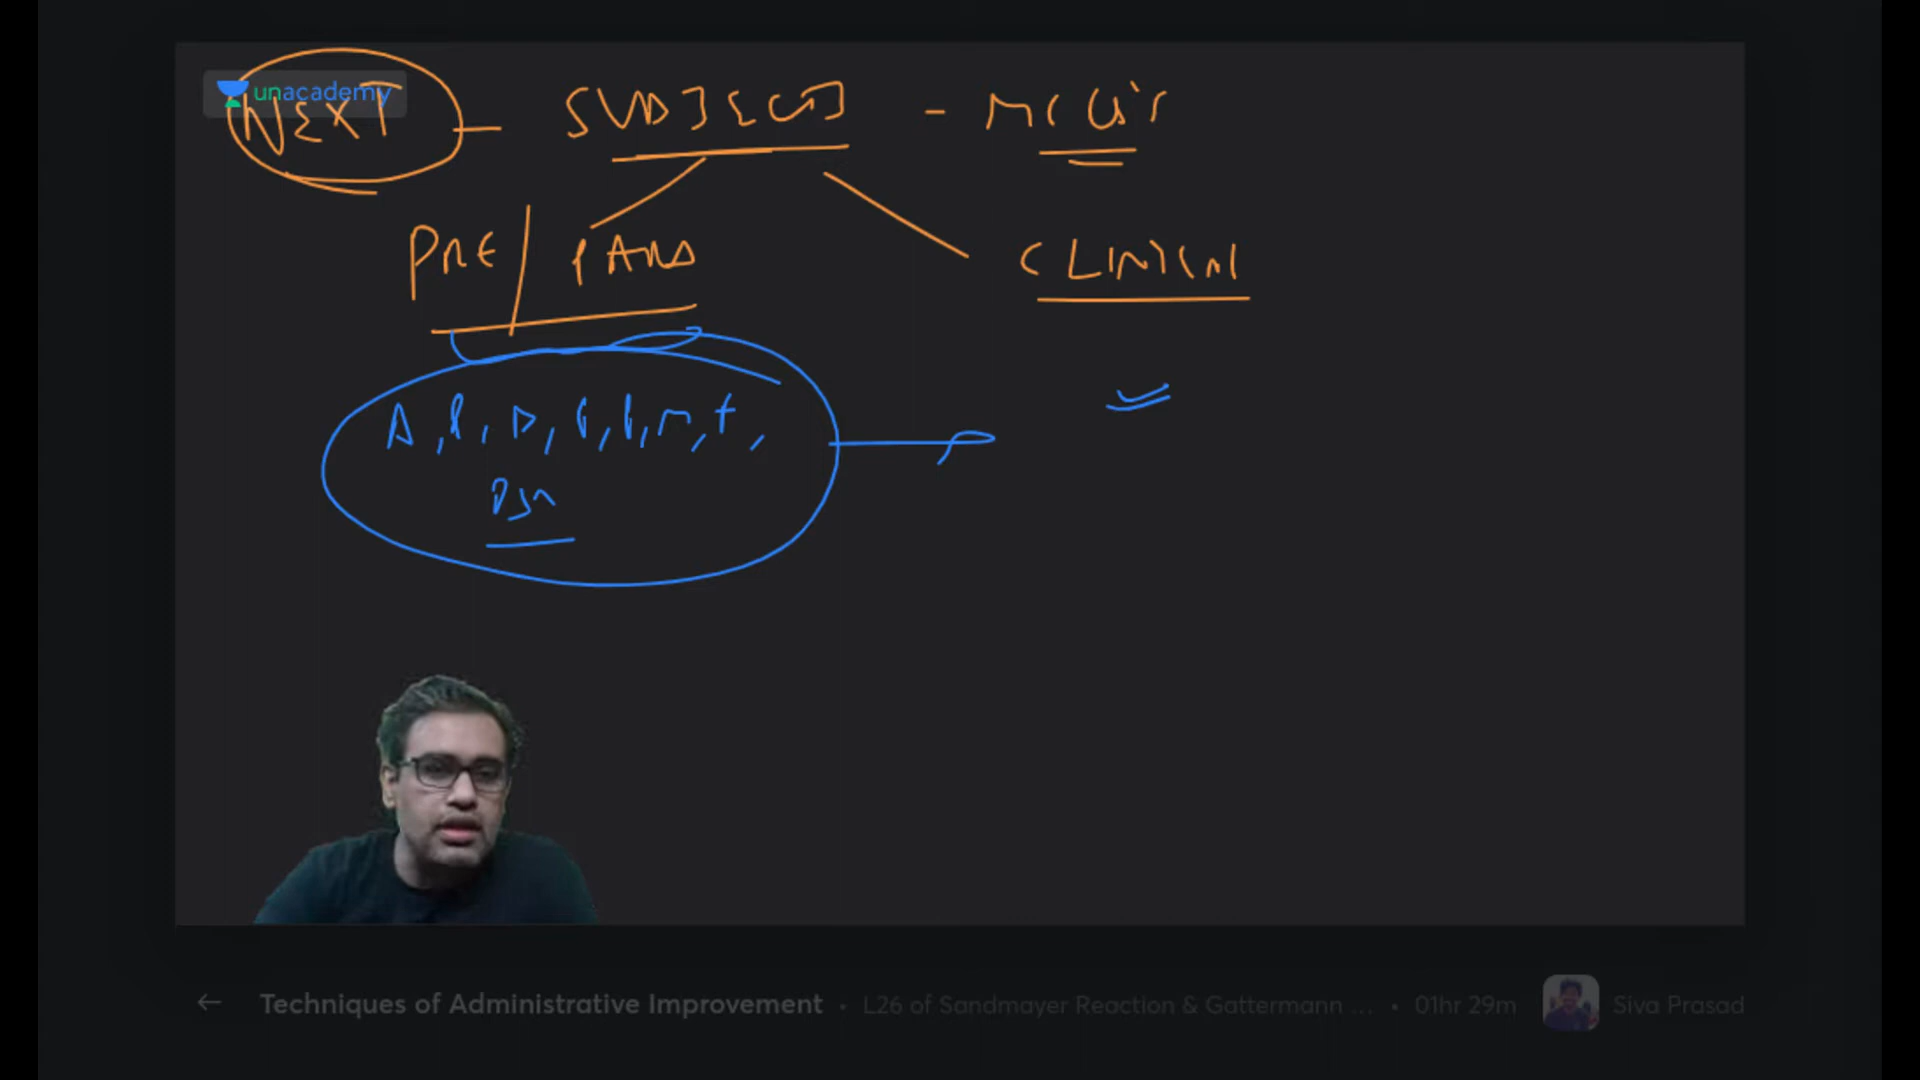 unacademy
NEXT - SUBJECTS - MCQ's
PRE / PARA CLINICAL
A, P, B, P, P, M, F,
PSM
← Techniques of Administrative Improvement • L26 of Sandmayer Reaction & Gattermann ... • 01hr 29m Siva Prasad